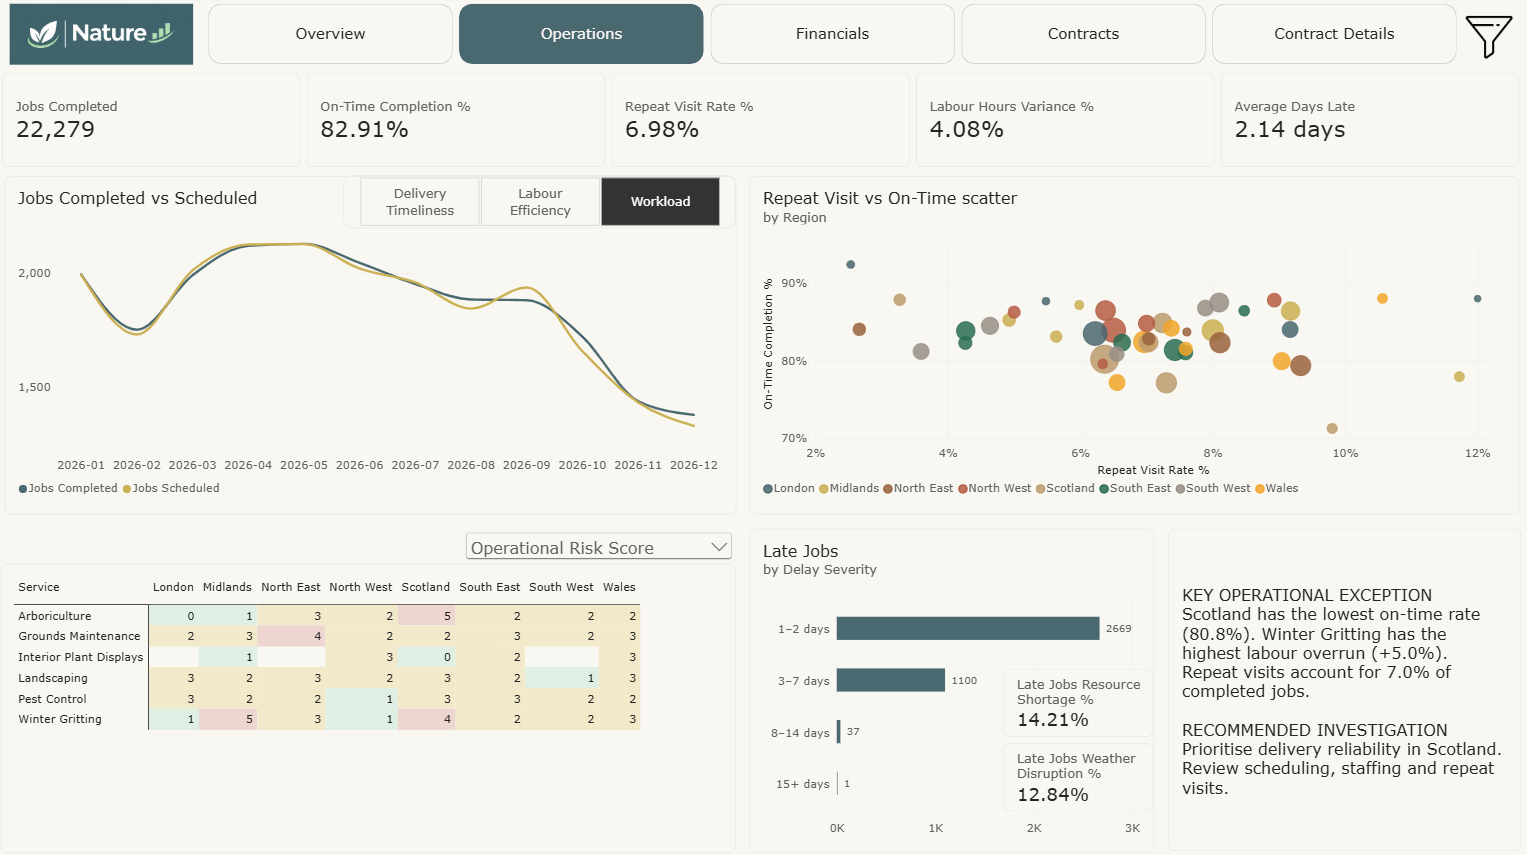 Nature
Overview
Operations
Financials
Contracts
Contract Details
Jobs Completed
22,279
On-Time Completion %
82.91%
Repeat Visit Rate %
6.98%
Labour Hours Variance %
4.08%
Average Days Late
2.14 days
Jobs Completed vs Scheduled
Delivery
Timeliness
Labour
Efficiency
Workload
2,000
1,500
2026-01 2026-02 2026-03 2026-04 2026-05 2026-06 2026-07 2026-08 2026-09 2026-10 2026-11 2026-12
Jobs Completed Jobs Scheduled
Repeat Visit vs On-Time scatter
by Region
On-Time Completion %
90%
80%
70%
2% 4% 6% 8% 10% 12%
Repeat Visit Rate %
London Midlands North East North West Scotland South East South West Wales
Operational Risk Score
Service London Midlands North East North West Scotland South East South West Wales
Arboriculture 0 1 3 2 5 2 2 2
Grounds Maintenance 2 3 4 2 2 3 2 3
Interior Plant Displays 1 3 0 2 3
Landscaping 3 2 3 2 3 2 1 3
Pest Control 3 2 2 1 3 3 2 2
Winter Gritting 1 5 3 1 4 2 2 3
Late Jobs
by Delay Severity
1–2 days 2669
3–7 days 1100
8–14 days 37
15+ days 1
0K 1K 2K 3K
Late Jobs Resource
Shortage %
14.21%
Late Jobs Weather
Disruption %
12.84%
KEY OPERATIONAL EXCEPTION
Scotland has the lowest on-time rate
(80.8%). Winter Gritting has the
highest labour overrun (+5.0%).
Repeat visits account for 7.0% of
completed jobs.
RECOMMENDED INVESTIGATION
Prioritise delivery reliability in Scotland.
Review scheduling, staffing and repeat
visits.